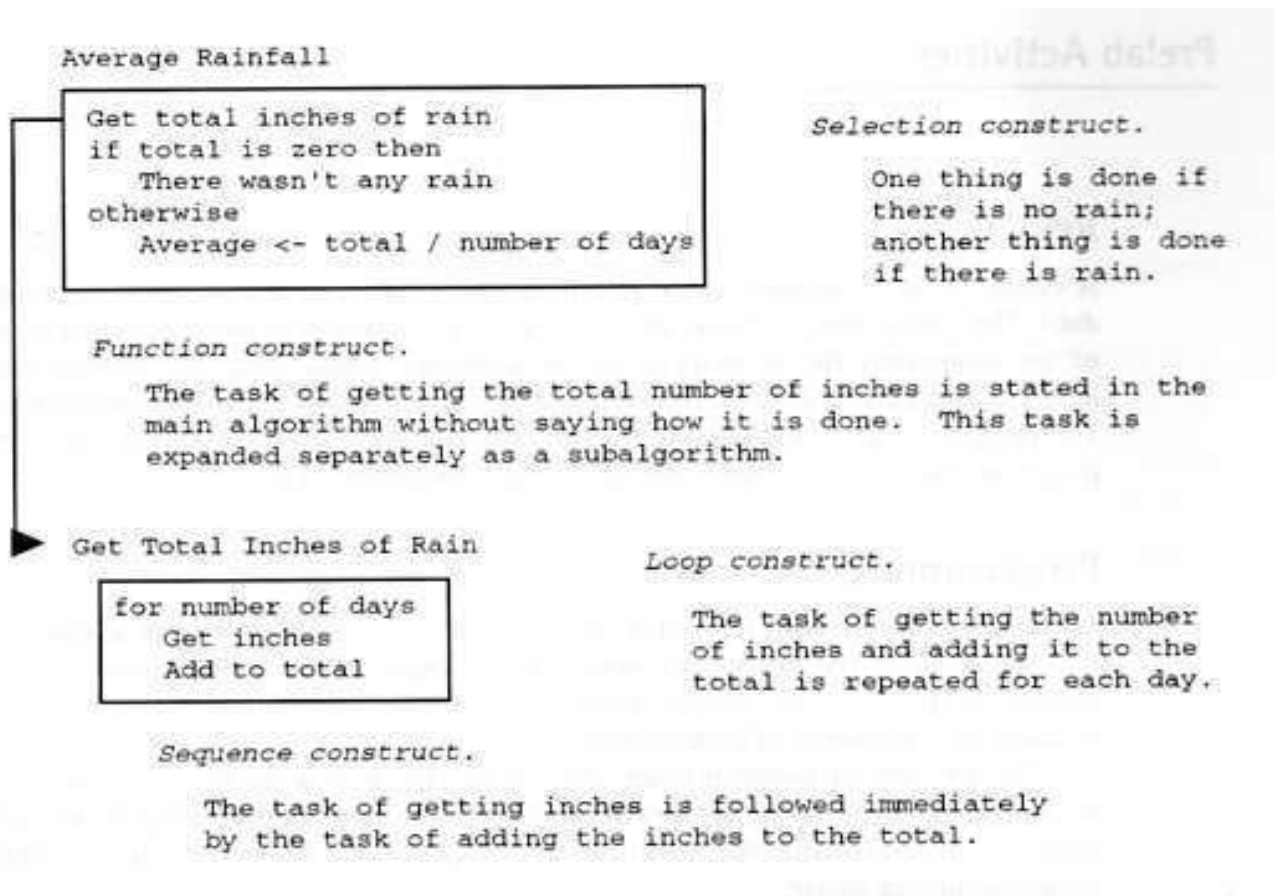 Average Rainfall
Get total inches of rain
if total is zero then
There wasn't any rain
otherwise
Average <- total / number of days
Selection construct.
One thing is done if
there is no rain;
another thing is done
if there is rain.
Function construct.
The task of getting the total number of inches is stated in the
main algorithm without saying how it is done. This task is
expanded separately as a subalgorithm.
Get Total Inches of Rain
for number of days
Get inches
Add to total
Loop construct.
The task of getting the number
of inches and adding it to the
total is repeated for each day.
Sequence construct.
The task of getting inches is followed immediately
by the task of adding the inches to the total.